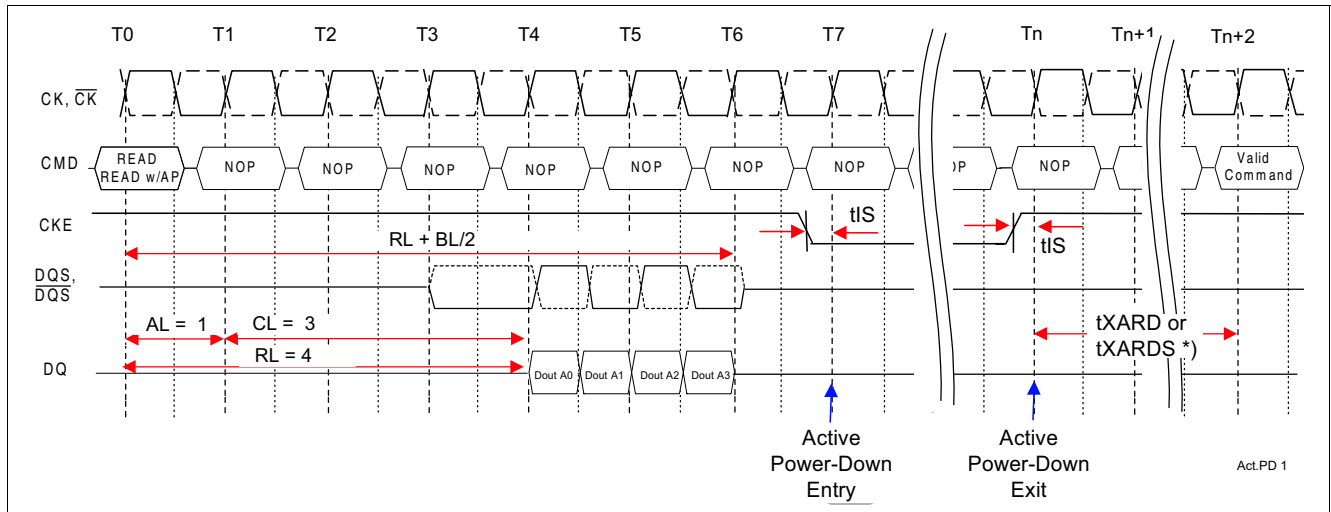 T0 T1 T2 T3 T4 T5 T6 T7 Tn Tn+1 Tn+2
CK, CK
CMD READ NOP NOP NOP NOP NOP NOP NOP OP NOP Valid
READ w/AP Command
CKE tIS tIS
RL + BL/2
DQS,
DQS
AL = 1 CL = 3 tXARD or
RL = 4 tXARDS *)
DQ Dout A0 Dout A1 Dout A2 Dout A3
Active Active
Power-Down Power-Down Act.PD 1
Entry Exit